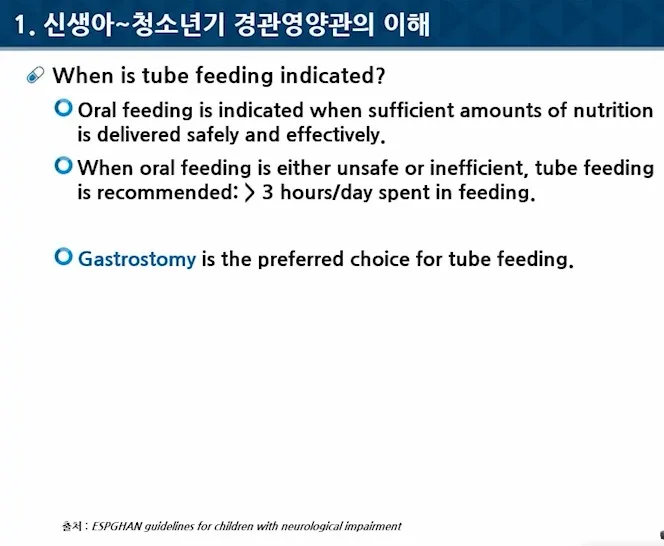 1. 신생아~청소년기 경관영양관의 이해
When is tube feeding indicated?
Oral feeding is indicated when sufficient amounts of nutrition
is delivered safely and effectively.
When oral feeding is either unsafe or inefficient, tube feeding
is recommended: > 3 hours/day spent in feeding.
Gastrostomy is the preferred choice for tube feeding.
출처 : ESPGHAN guidelines for children with neurological impairment